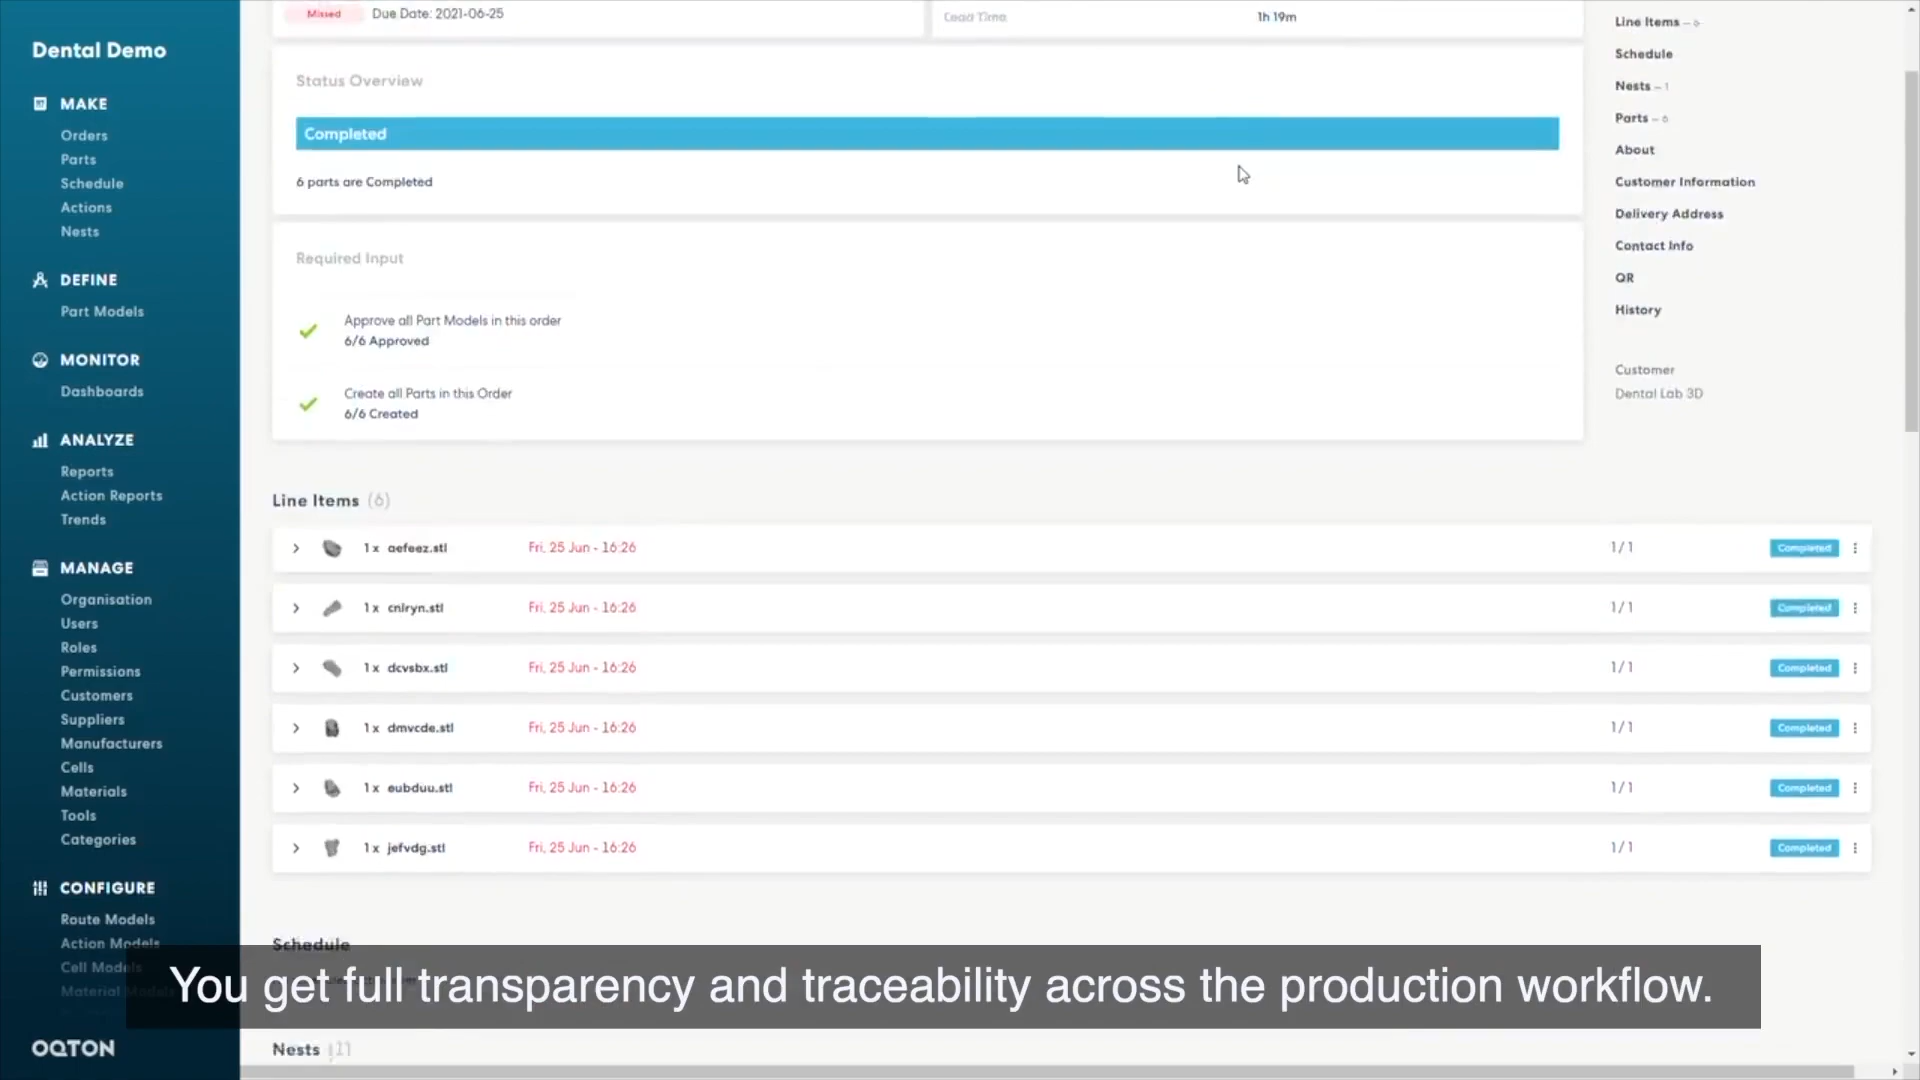 Dental Demo
MAKE
Orders
Parts
Schedule
Actions
Nests
DEFINE
Part Models
MONITOR
Dashboards
ANALYZE
Reports
Action Reports
Trends
MANAGE
Organisation
Users
Roles
Permissions
Customers
Suppliers
Manufacturers
Cells
Materials
Tools
Categories
CONFIGURE
Route Models
Action Models
Cell Models
Material Models
OQTON
Missed Due Date: 2021-06-25
Lead Time 1h 19m
Status Overview
Completed
6 parts are Completed
Required Input
Approve all Part Models in this order
6/6 Approved
Create all Parts in this Order
6/6 Created
Line Items (6)
1 x aefeez.stl Fri, 25 Jun - 16:26 1/1 Completed
1 x cnlryn.stl Fri, 25 Jun - 16:26 1/1 Completed
1 x dcvsbx.stl Fri, 25 Jun - 16:26 1/1 Completed
1 x dmvcde.stl Fri, 25 Jun - 16:26 1/1 Completed
1 x eubduu.stl Fri, 25 Jun - 16:26 1/1 Completed
1 x jefvdg.stl Fri, 25 Jun - 16:26 1/1 Completed
Schedule
You get full transparency and traceability across the production workflow.
Nests (1)
Line Items – 6
Schedule
Nests – 1
Parts – 6
About
Customer Information
Delivery Address
Contact Info
QR
History
Customer
Dental Lab 3D